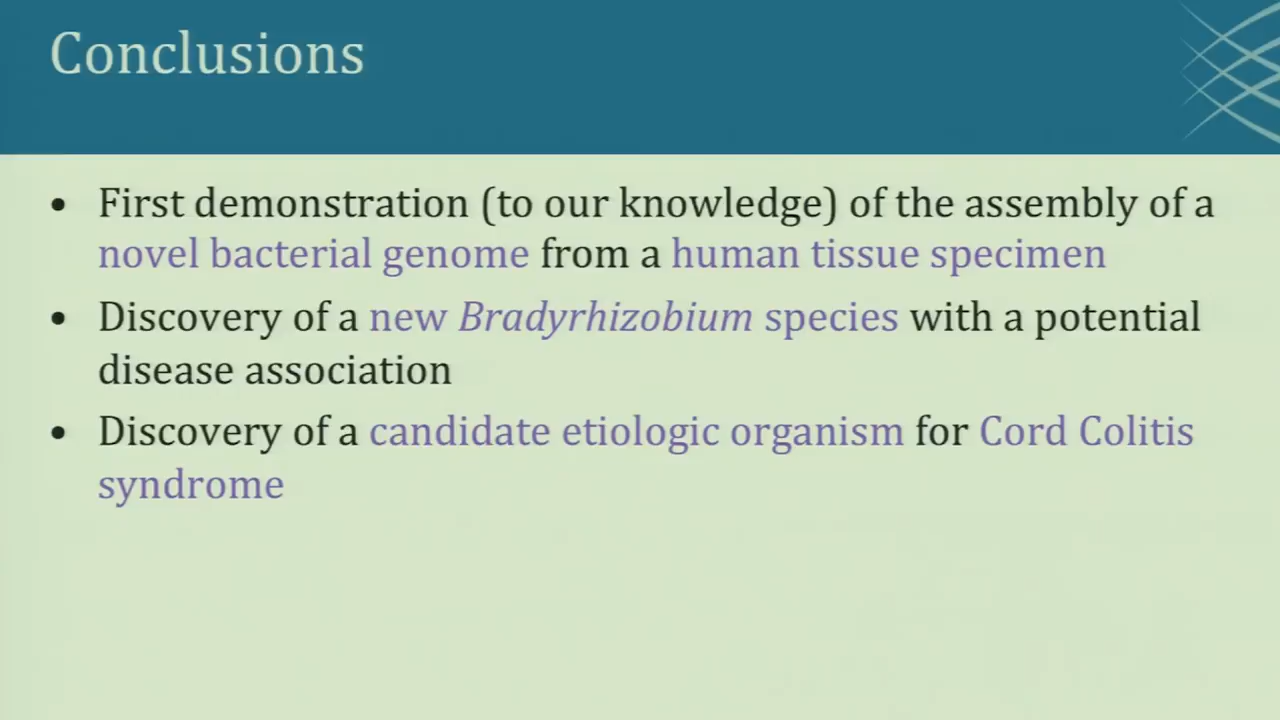 Conclusions
• First demonstration (to our knowledge) of the assembly of a
novel bacterial genome from a human tissue specimen
• Discovery of a new Bradyrhizobium species with a potential
disease association
• Discovery of a candidate etiologic organism for Cord Colitis
syndrome